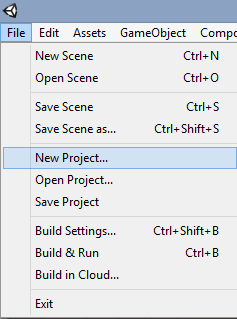 File Edit Assets GameObject Compo
New Scene Ctrl+N
Open Scene Ctrl+O
Save Scene Ctrl+S
Save Scene as... Ctrl+Shift+S
New Project...
Open Project...
Save Project
Build Settings... Ctrl+Shift+B
Build & Run Ctrl+B
Build in Cloud...
Exit